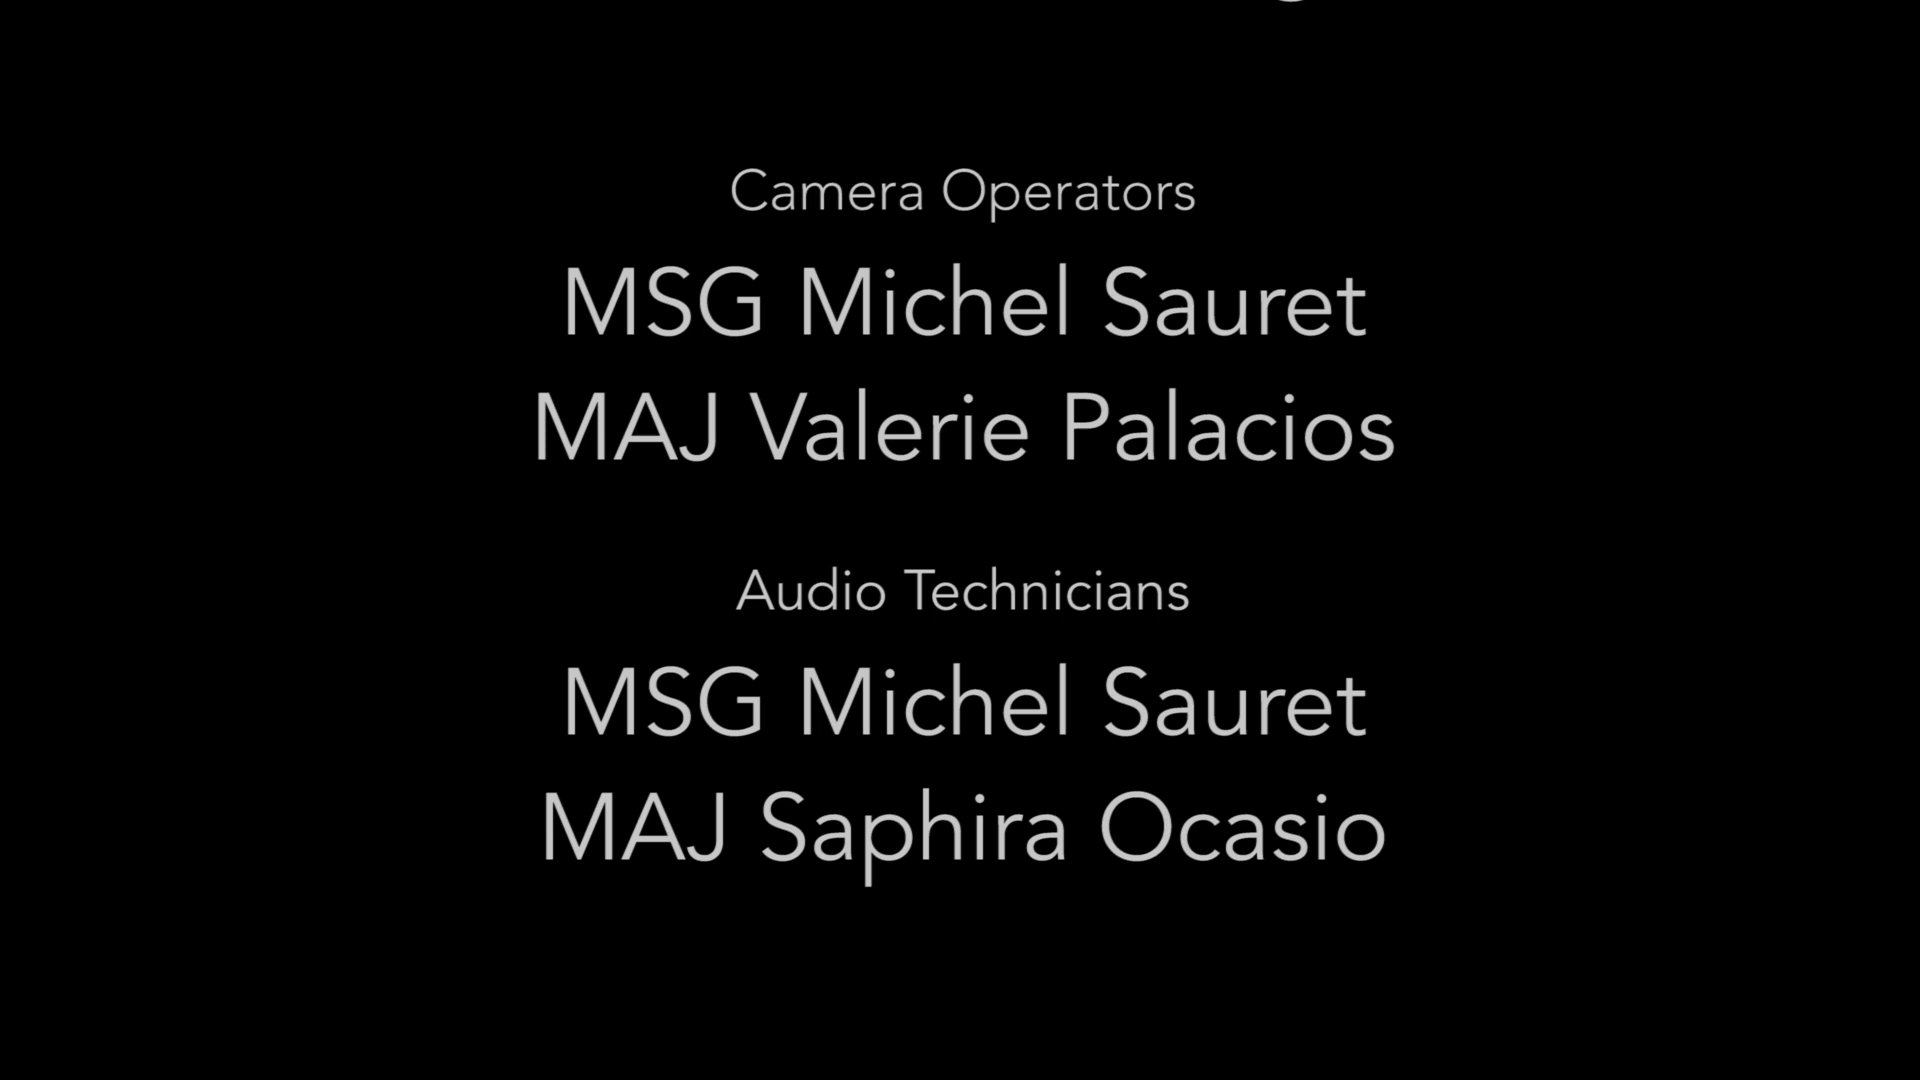 Camera Operators
MSG Michel Sauret
MAJ Valerie Palacios
Audio Technicians
MSG Michel Sauret
MAJ Saphira Ocasio